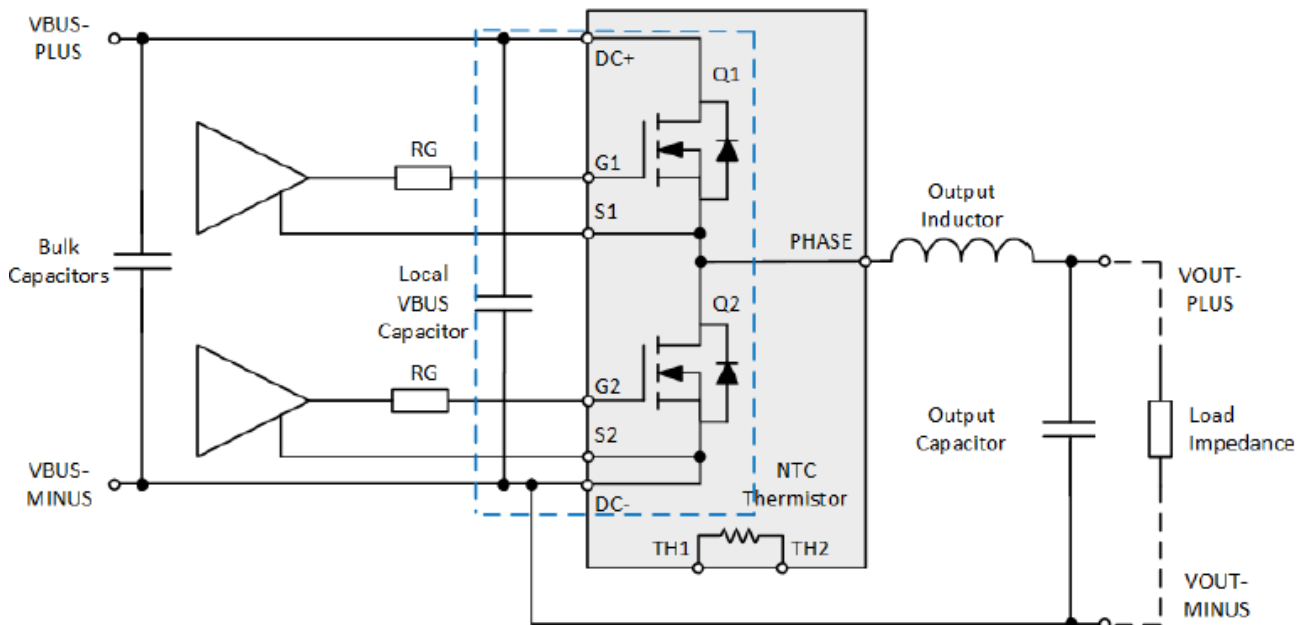 VBUS-
PLUS
DC+
Q1
RG
G1
S1
Output
Inductor
PHASE
Bulk
Capacitors
Local
VBUS
Capacitor
VOUT-
PLUS
Q2
RG
G2
S2
Output
Capacitor
Load
Impedance
VBUS-
MINUS
NTC
Thermistor
DC-
TH1
TH2
VOUT-
MINUS